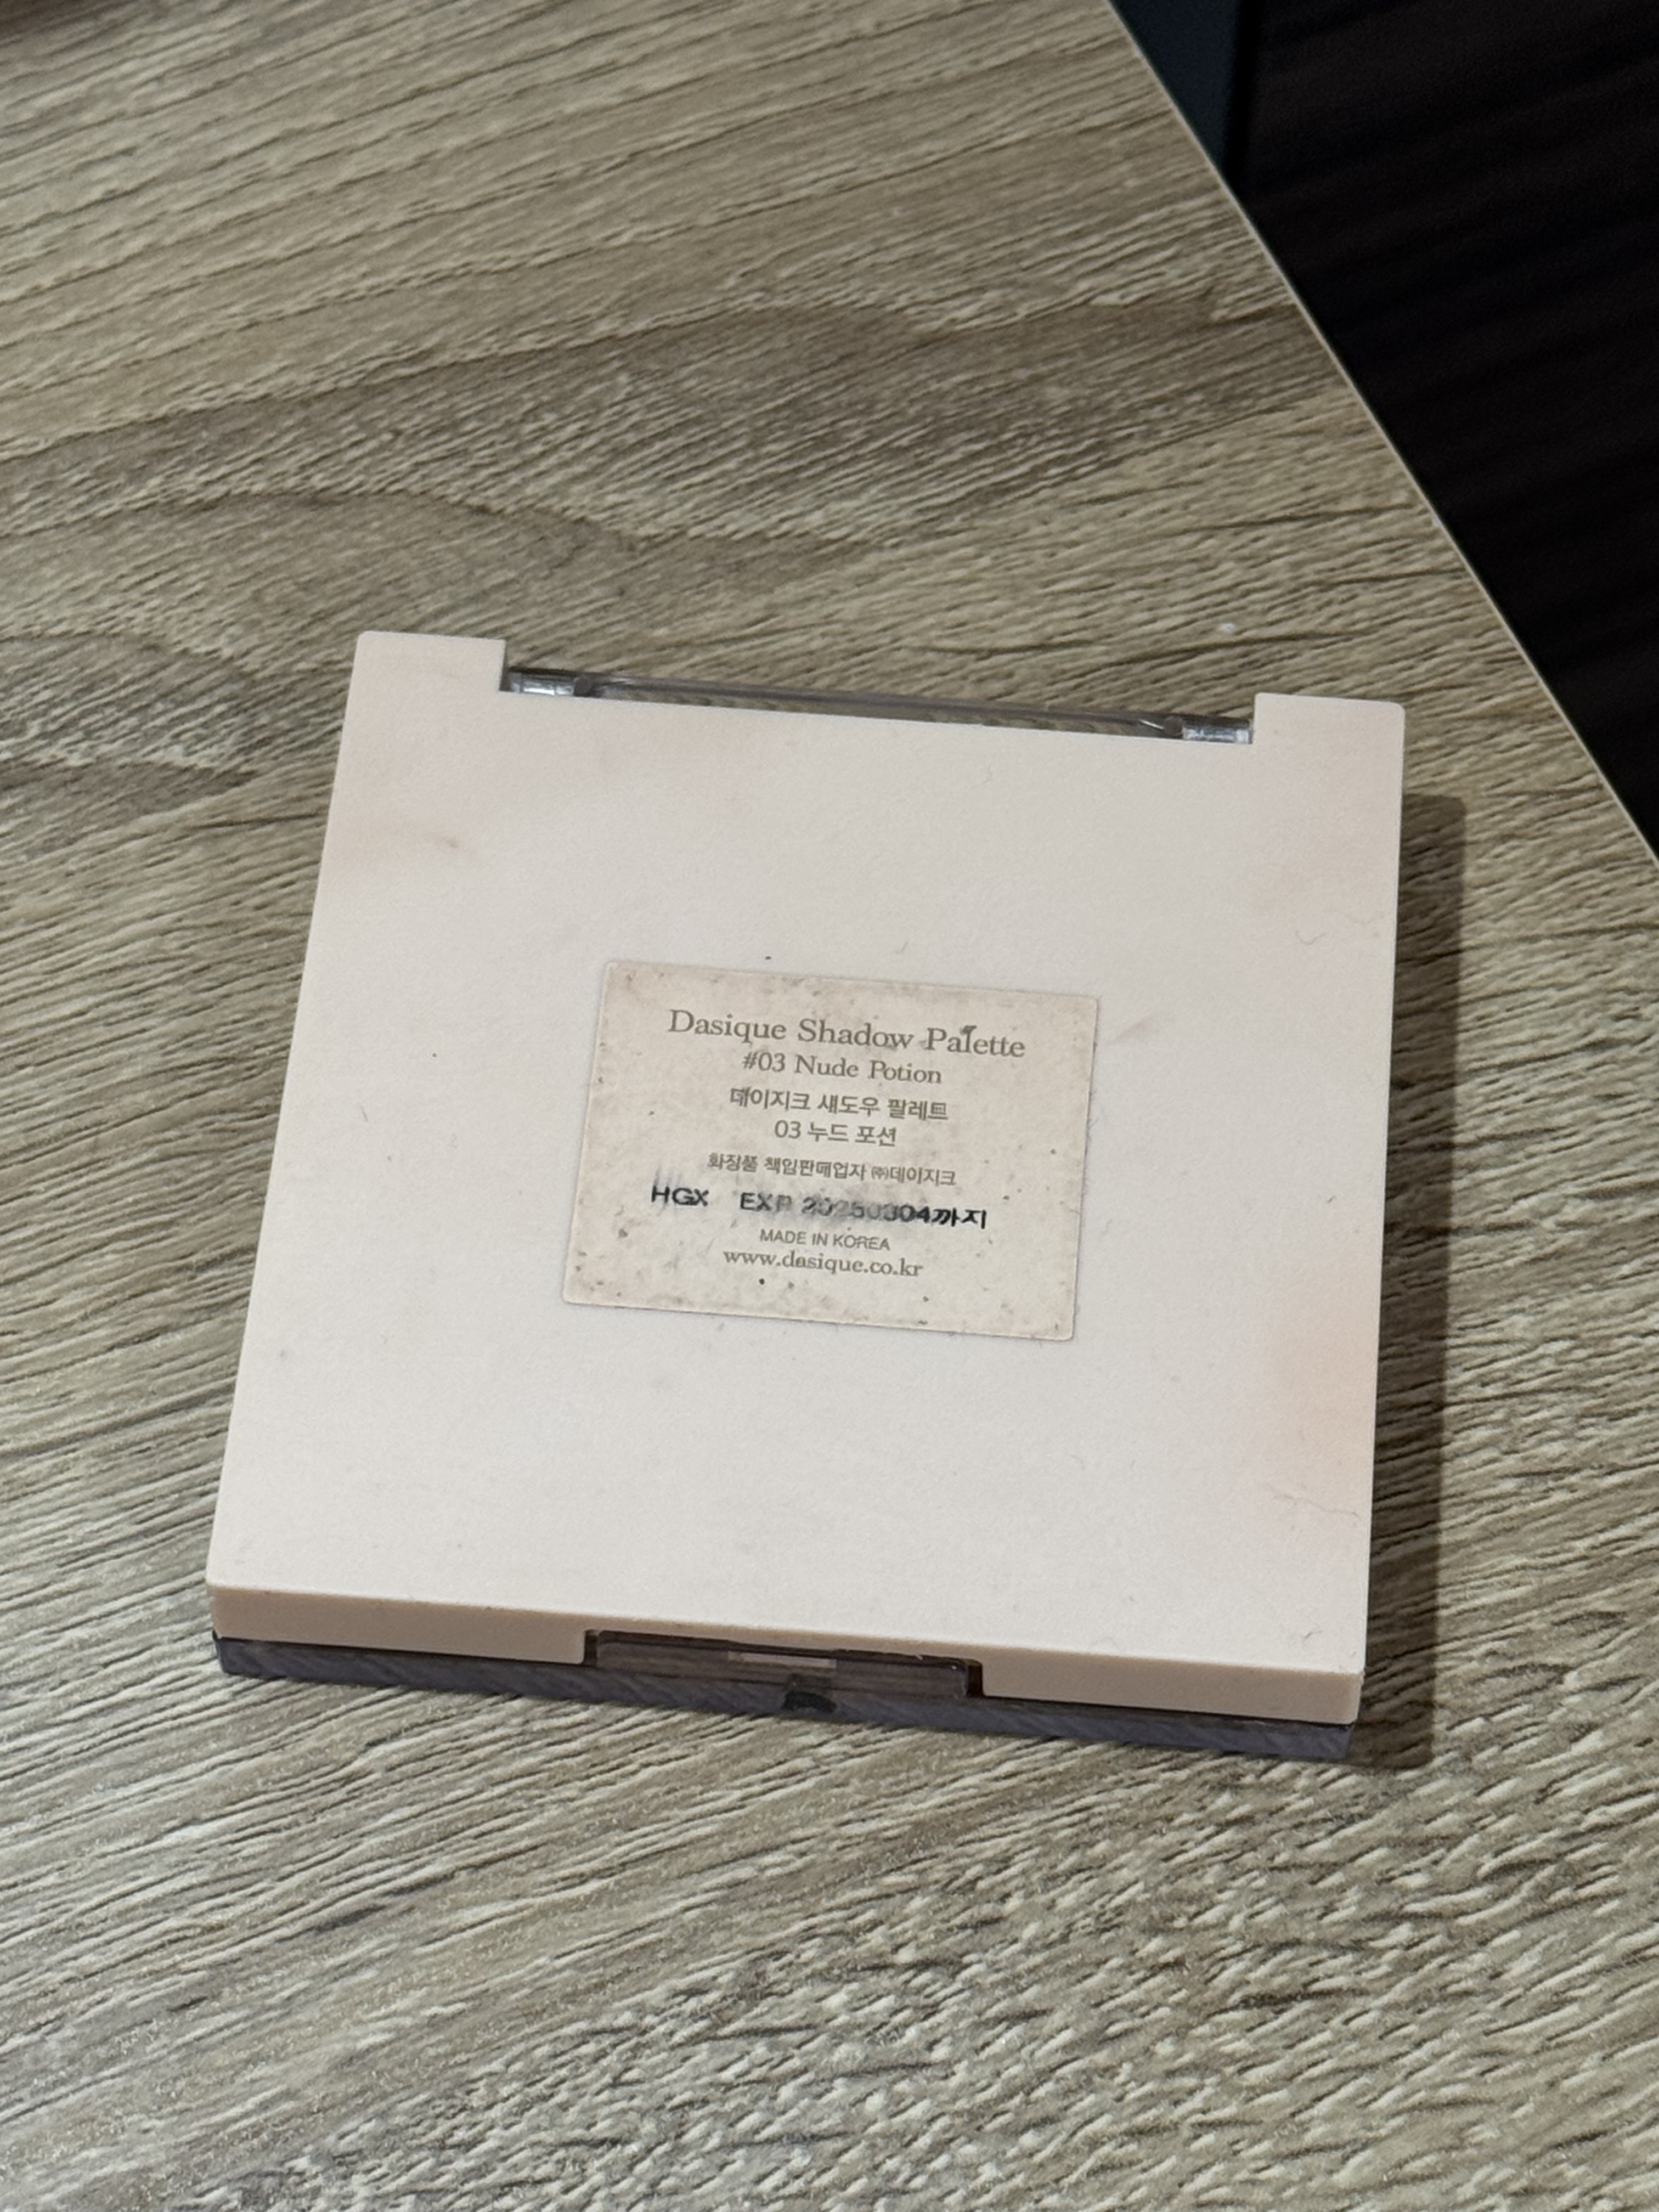 Dasique Shadow Palette
#03 Nude Potion
데이지크 섀도우 팔레트
03 누드 포션
화장품 책임판매업자 ㈜데이지크
HGX EXP 20250304까지
MADE IN KOREA
www.dasique.co.kr